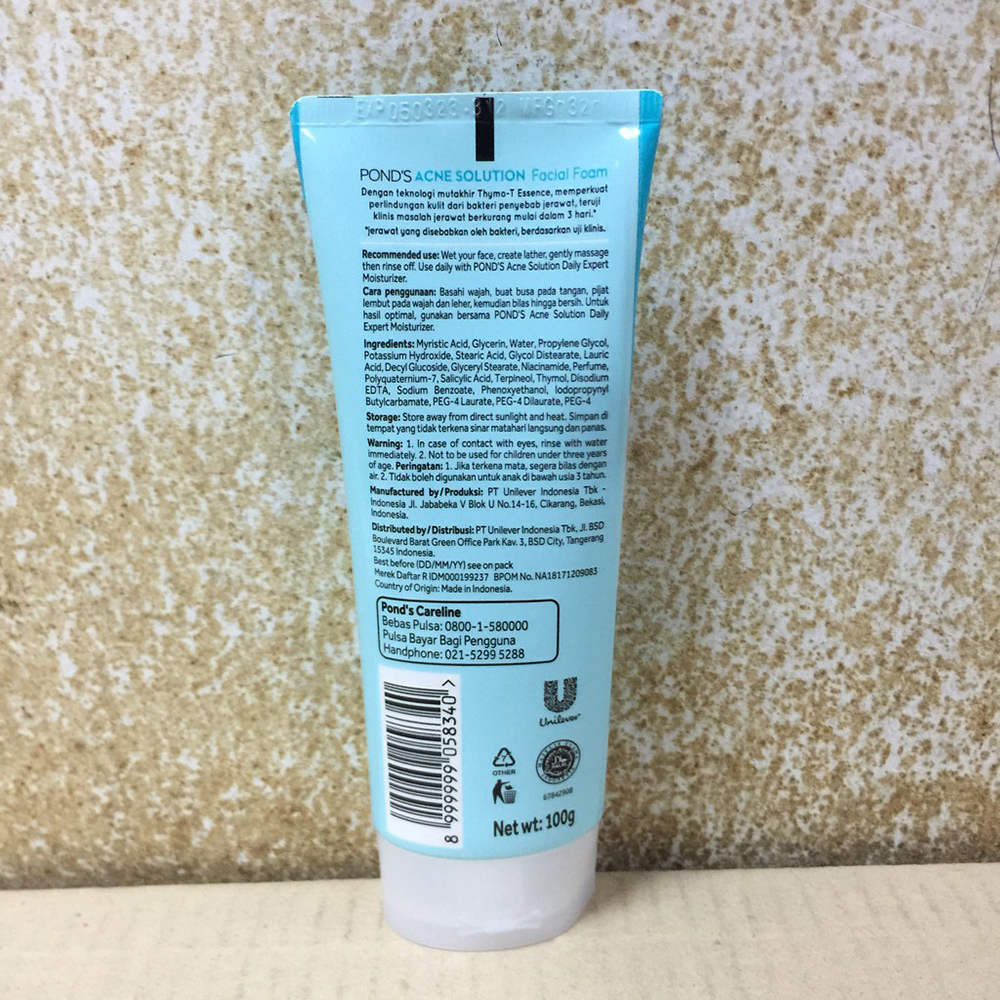 EXP 050323
POND'S ACNE SOLUTION Facial Foam
Dengan teknologi mutakhir Thymo-T Essence, memperkuat
perlindungan kulit dari bakteri penyebab jerawat, teruji
klinis masalah jerawat berkurang mulai dalam 3 hari.*
*jerawat yang disebabkan oleh bakteri, berdasarkan uji klinis.
Recommended use: Wet your face, create lather, gently massage
then rinse off. Use daily with POND'S Acne Solution Daily Expert
Moisturizer.
Cara penggunaan: Basahi wajah, buat busa pada tangan, pijat
lembut pada wajah dan leher, kemudian bilas hingga bersih. Untuk
hasil optimal, gunakan bersama POND'S Acne Solution Daily
Expert Moisturizer.
Ingredients: Myristic Acid, Glycerin, Water, Propylene Glycol,
Potassium Hydroxide, Stearic Acid, Glycol Distearate, Lauric
Acid, Decyl Glucoside, Glyceryl Stearate, Niacinamide, Perfume,
Polyquaternium-7, Salicylic Acid, Terpineol, Thymol, Disodium
EDTA, Sodium Benzoate, Phenoxyethanol, Iodopropynyl
Butylcarbamate, PEG-4 Laurate, PEG-4 Dilaurate, PEG-4
Storage: Store away from direct sunlight and heat. Simpan di
tempat yang tidak terkena sinar matahari langsung dan panas.
Warning: 1. In case of contact with eyes, rinse with water
immediately. 2. Not to be used for children under three years
of age. Peringatan: 1. Jika terkena mata, segera bilas dengan
air. 2. Tidak boleh digunakan untuk anak di bawah usia 3 tahun.
Manufactured by/Produksi: PT Unilever Indonesia Tbk -
Indonesia Jl. Jababeka V Blok U No.14-16, Cikarang, Bekasi,
Indonesia.
Distributed by/Distribusi: PT Unilever Indonesia Tbk, Jl. BSD
Boulevard Barat Green Office Park Kav. 3, BSD City, Tangerang
15345 Indonesia.
Best before (DD/MM/YY) see on pack
Merek Daftar R IDM000199237 BPOM No. NA18171209083
Country of Origin: Made in Indonesia.
Pond's Careline
Bebas Pulsa: 0800-1-580000
Pulsa Bayar Bagi Pengguna
Handphone: 021-5299 5288
8 999999 058340 >
Unilever
7
OTHER
67842908
Net wt: 100g